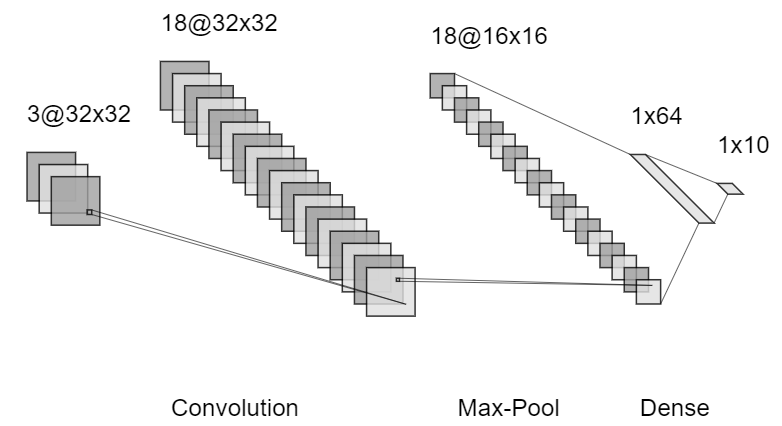 18@32x32
18@16x16
3@32x32
1x64
1x10
Convolution
Max-Pool
Dense